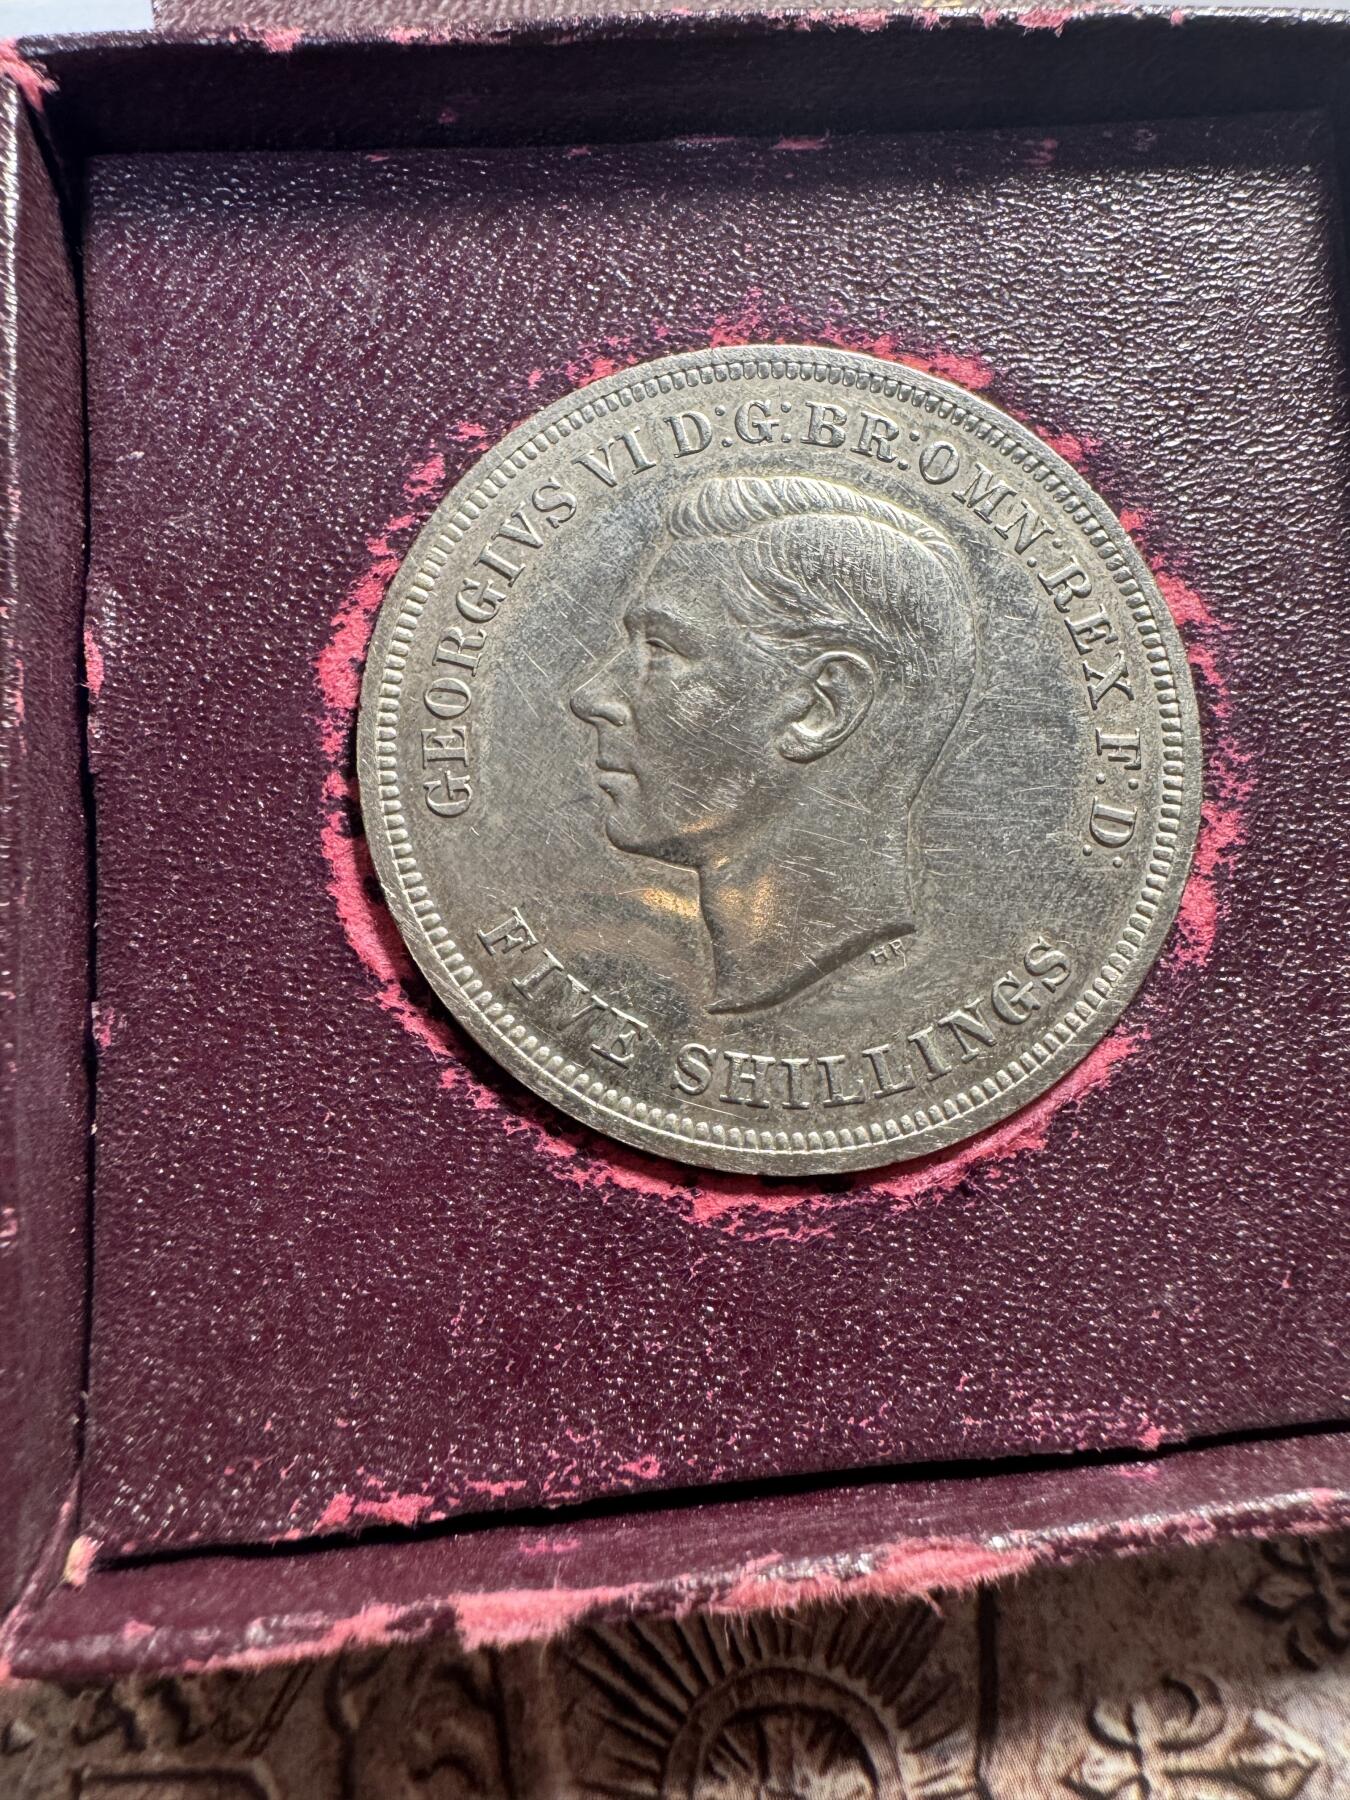 GEORGIVS VI D:G:BR:OMN:REX F:D:
HP
FIVE SHILLINGS